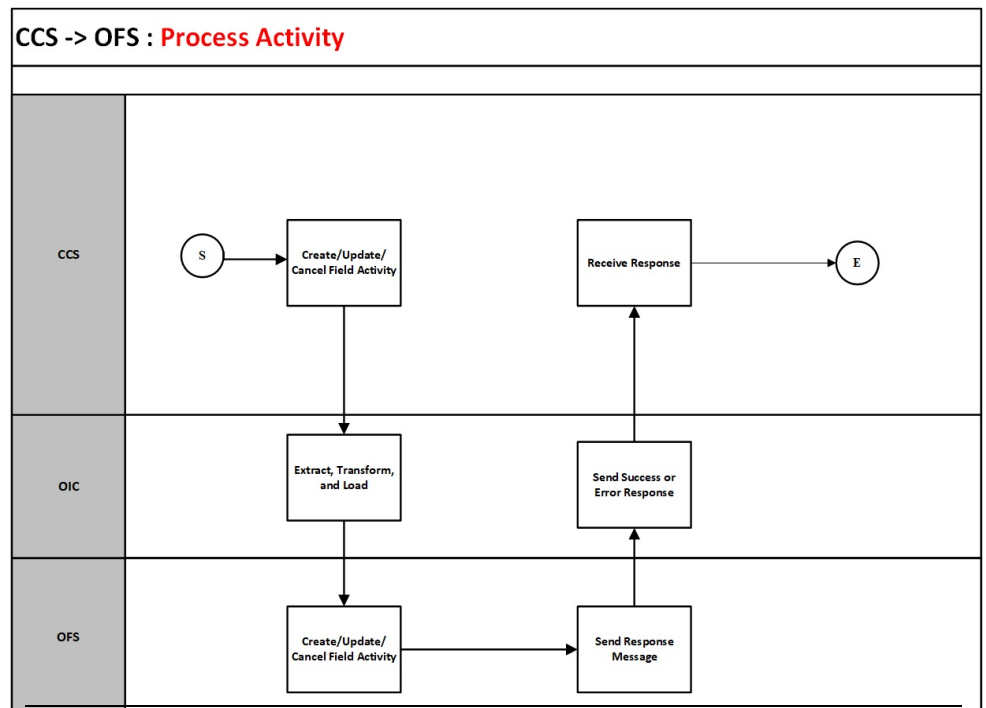 CCS -> OFS : Process Activity
CCS
S
Create/Update/
Cancel Field Activity
Receive Response
E
OIC
Extract, Transform,
and Load
Send Success or
Error Response
OFS
Create/Update/
Cancel Field Activity
Send Response
Message